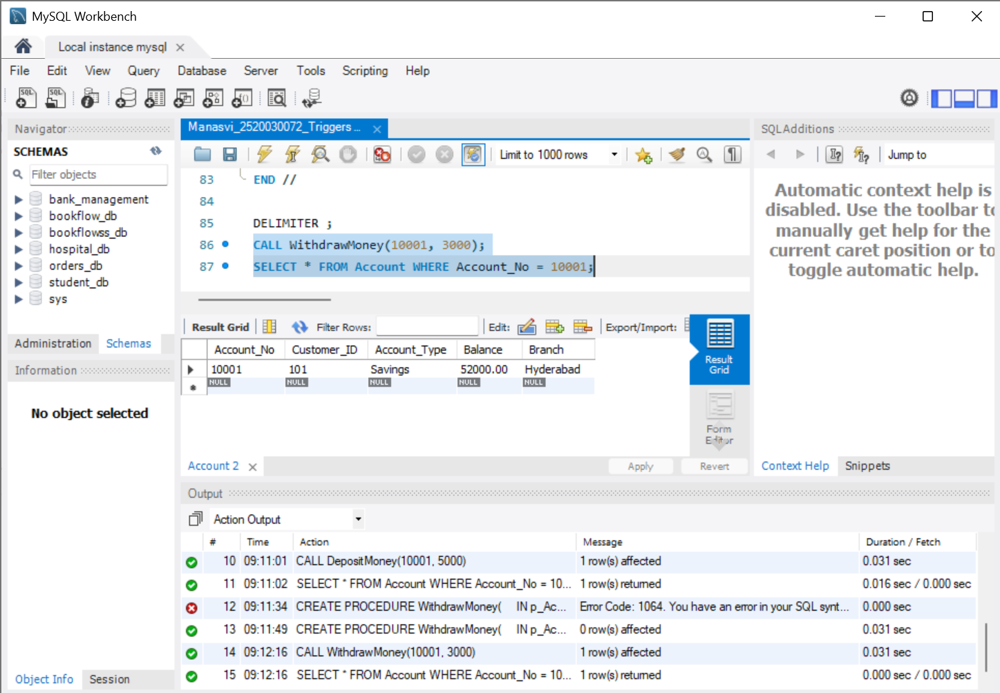 MySQL Workbench
Local instance mysql
File Edit View Query Database Server Tools Scripting Help
Navigator
SCHEMAS
Filter objects
bank_management
bookflow_db
bookflowss_db
hospital_db
orders_db
student_db
sys
Administration Schemas
Information
No object selected
Object Info Session
Manasvi_2520030072_Triggers ...
Limit to 1000 rows
83 END //
84
85 DELIMITER ;
86 CALL WithdrawMoney(10001, 3000);
87 SELECT * FROM Account WHERE Account_No = 10001;
Result Grid Filter Rows: Edit: Export/Import:
Account_No Customer_ID Account_Type Balance Branch
10001 101 Savings 52000.00 Hyderabad
NULL NULL NULL NULL NULL
Result
Grid
Form
Editor
Account 2
Apply Revert
SQLAdditions
Jump to
Automatic context help is
disabled. Use the toolbar to
manually get help for the
current caret position or to
toggle automatic help.
Context Help Snippets
Output
Action Output
# Time Action Message Duration / Fetch
10 09:11:01 CALL DepositMoney(10001, 5000) 1 row(s) affected 0.031 sec
11 09:11:02 SELECT * FROM Account WHERE Account_No = 10... 1 row(s) returned 0.016 sec / 0.000 sec
12 09:11:34 CREATE PROCEDURE WithdrawMoney( IN p_Ac... Error Code: 1064. You have an error in your SQL synt... 0.000 sec
13 09:11:49 CREATE PROCEDURE WithdrawMoney( IN p_Ac... 0 row(s) affected 0.031 sec
14 09:12:16 CALL WithdrawMoney(10001, 3000) 1 row(s) affected 0.031 sec
15 09:12:16 SELECT * FROM Account WHERE Account_No = 10... 1 row(s) returned 0.000 sec / 0.000 sec